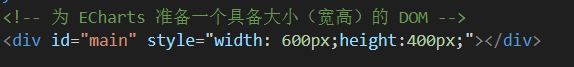 <!-- 为 ECharts 准备一个具备大小（宽高）的 DOM -->
<div id="main" style="width: 600px;height:400px;"></div>